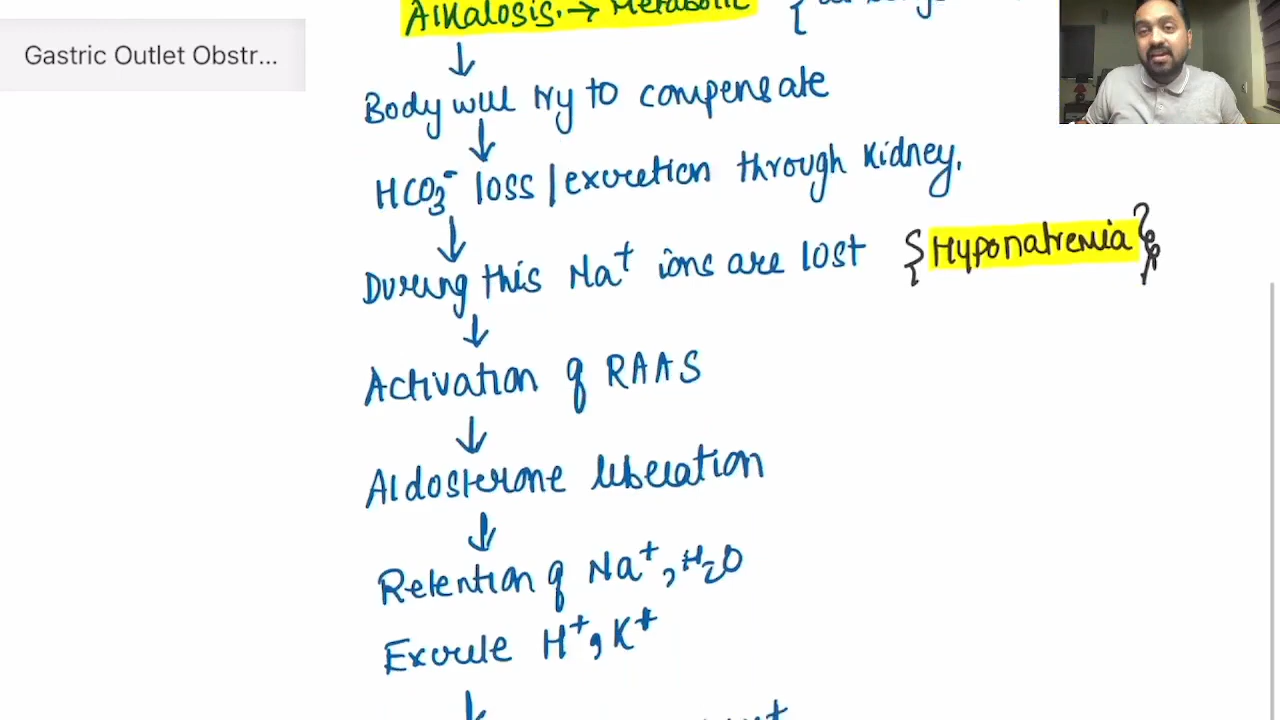 Gastric Outlet Obstr...
Alkalosis. → Metabolic {
↓
Body will try to compensate
↓
HCO3- loss / excretion through Kidney.
↓
During this Na+ ions are lost {Hyponatremia}
↓
Activation of RAAS
↓
Aldosterone liberation
↓
Retention of Na+, H2O
Excrete H+, K+